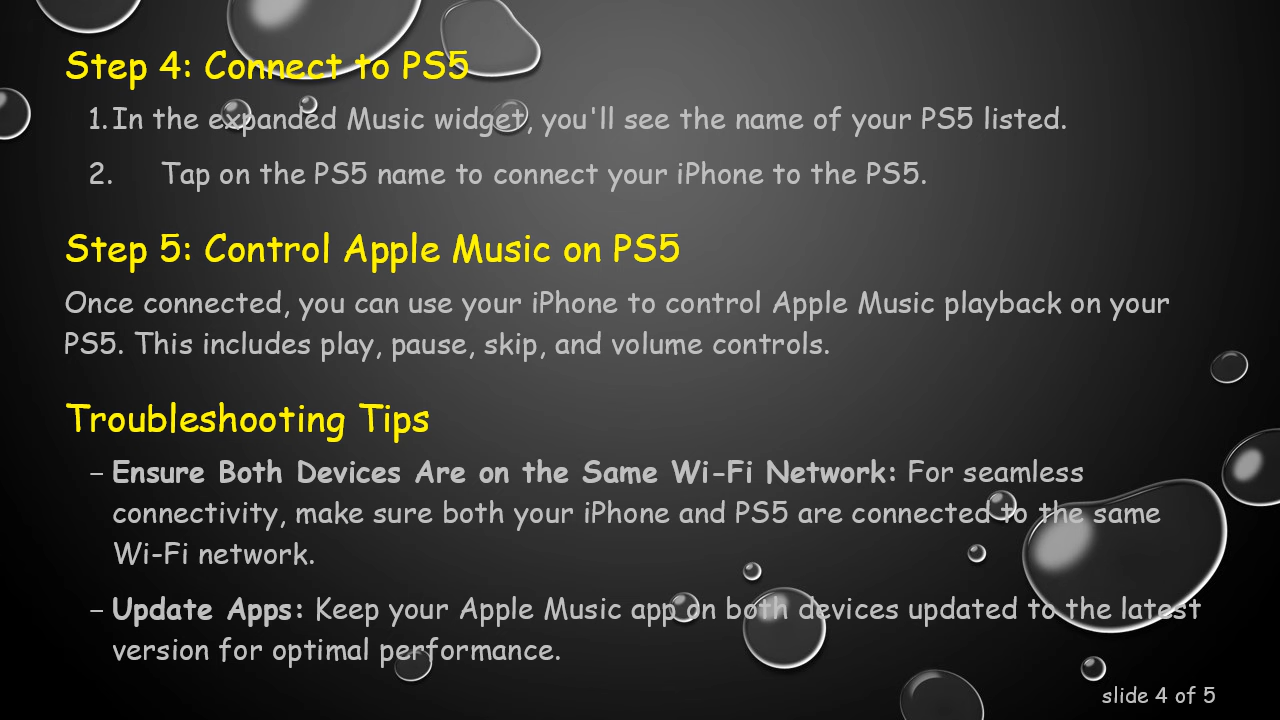 Step 4: Connect to PS5
1. In the expanded Music widget, you'll see the name of your PS5 listed.
2. Tap on the PS5 name to connect your iPhone to the PS5.
Step 5: Control Apple Music on PS5
Once connected, you can use your iPhone to control Apple Music playback on your
PS5. This includes play, pause, skip, and volume controls.
Troubleshooting Tips
– Ensure Both Devices Are on the Same Wi-Fi Network: For seamless
connectivity, make sure both your iPhone and PS5 are connected to the same
Wi-Fi network.
– Update Apps: Keep your Apple Music app on both devices updated to the latest
version for optimal performance.
slide 4 of 5